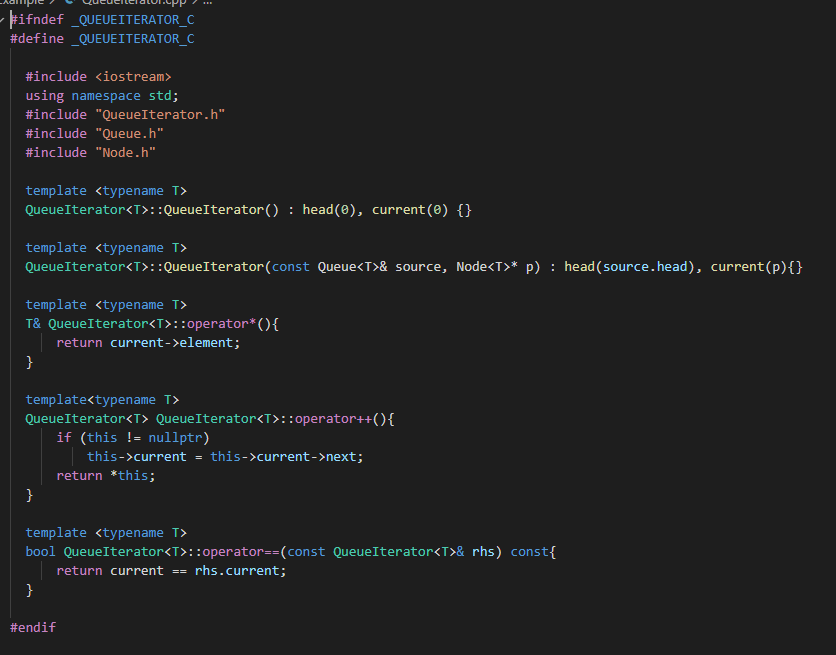 QueueIterator.cpp > ...
#ifndef _QUEUEITERATOR_C
#define _QUEUEITERATOR_C
#include <iostream>
using namespace std;
#include "QueueIterator.h"
#include "Queue.h"
#include "Node.h"
template <typename T>
QueueIterator<T>::QueueIterator() : head(0), current(0) {}
template <typename T>
QueueIterator<T>::QueueIterator(const Queue<T>& source, Node<T>* p) : head(source.head), current(p){}
template <typename T>
T& QueueIterator<T>::operator*(){
return current->element;
}
template<typename T>
QueueIterator<T> QueueIterator<T>::operator++(){
if (this != nullptr)
this->current = this->current->next;
return *this;
}
template <typename T>
bool QueueIterator<T>::operator==(const QueueIterator<T>& rhs) const{
return current == rhs.current;
}
#endif